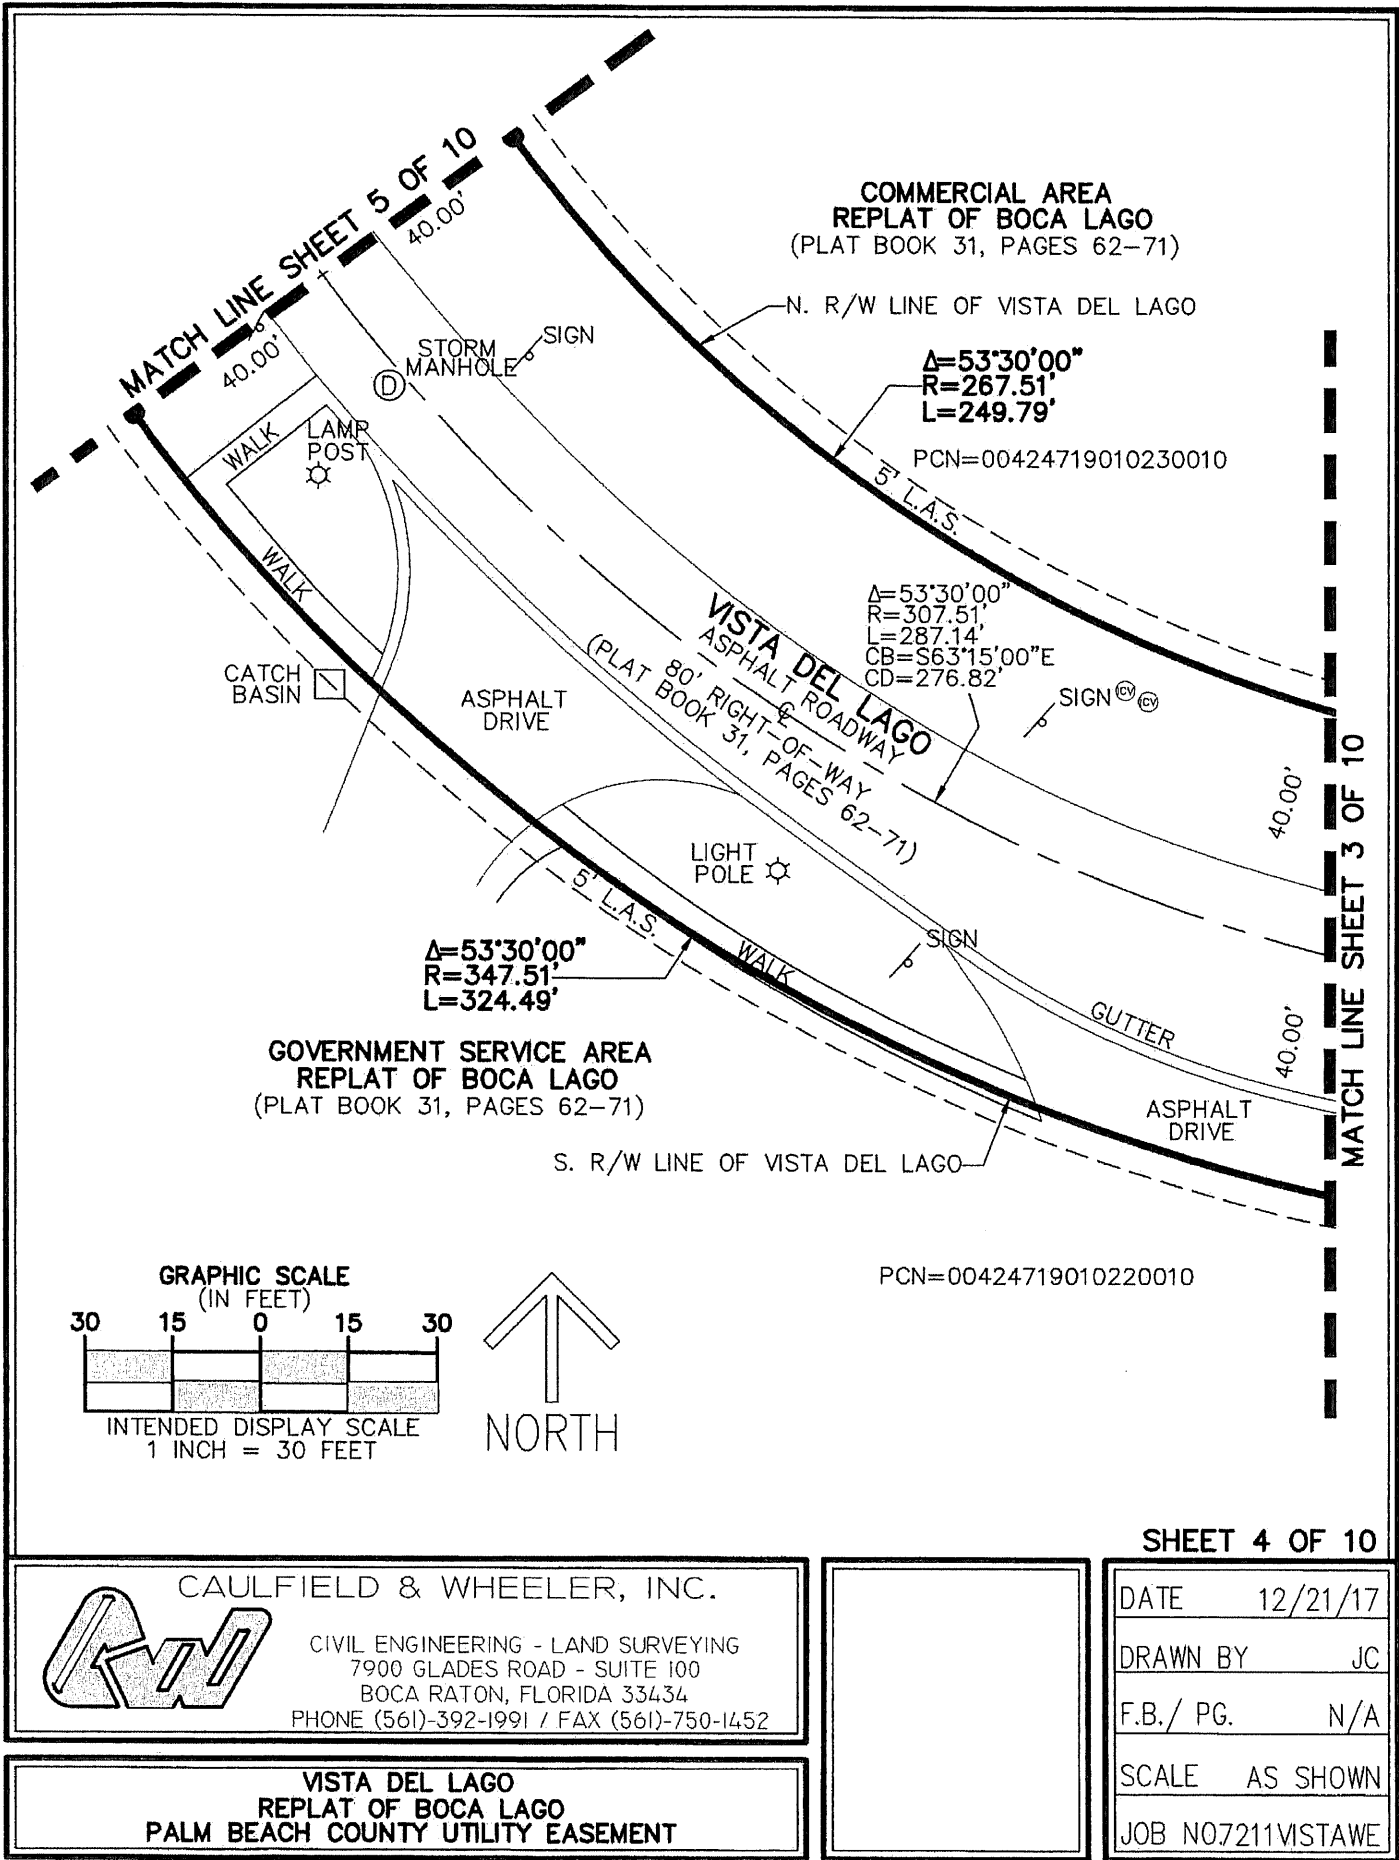 MATCH LINE SHEET 5 OF 10
40.00'
40.00'
COMMERCIAL AREA
REPLAT OF BOCA LAGO
(PLAT BOOK 31, PAGES 62-71)
N. R/W LINE OF VISTA DEL LAGO
Δ=53°30'00"
R=267.51'
L=249.79'
PCN=00424719010230010
5' L.A.S.
STORM
MANHOLE
D
SIGN
WALK
LAMP
POST
WALK
CATCH
BASIN
ASPHALT
DRIVE
VISTA DEL LAGO
ASPHALT ROADWAY
℄
80' RIGHT-OF-WAY
(PLAT BOOK 31, PAGES 62-71)
Δ=53°30'00"
R=307.51'
L=287.14'
CB=S63°15'00"E
CD=276.82'
SIGN
ICV
ICV
40.00'
MATCH LINE SHEET 3 OF 10
40.00'
LIGHT
POLE
5' L.A.S.
WALK
SIGN
GUTTER
ASPHALT
DRIVE
Δ=53°30'00"
R=347.51'
L=324.49'
GOVERNMENT SERVICE AREA
REPLAT OF BOCA LAGO
(PLAT BOOK 31, PAGES 62-71)
S. R/W LINE OF VISTA DEL LAGO
PCN=00424719010220010
GRAPHIC SCALE
(IN FEET)
30 15 0 15 30
INTENDED DISPLAY SCALE
1 INCH = 30 FEET
NORTH
SHEET 4 OF 10
CAULFIELD & WHEELER, INC.
CIVIL ENGINEERING - LAND SURVEYING
7900 GLADES ROAD - SUITE 100
BOCA RATON, FLORIDA 33434
PHONE (561)-392-1991 / FAX (561)-750-1452
VISTA DEL LAGO
REPLAT OF BOCA LAGO
PALM BEACH COUNTY UTILITY EASEMENT
DATE 12/21/17
DRAWN BY JC
F.B./ PG. N/A
SCALE AS SHOWN
JOB NO.7211VISTAWE